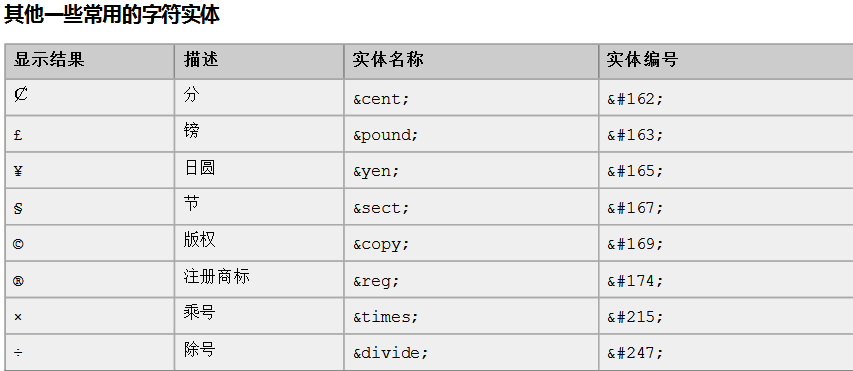 其他一些常用的字符实体
显示结果 描述 实体名称 实体编号
₡ 分 &cent; &#162;
£ 镑 &pound; &#163;
¥ 日圆 &yen; &#165;
§ 节 &sect; &#167;
© 版权 &copy; &#169;
® 注册商标 &reg; &#174;
× 乘号 &times; &#215;
÷ 除号 &divide; &#247;